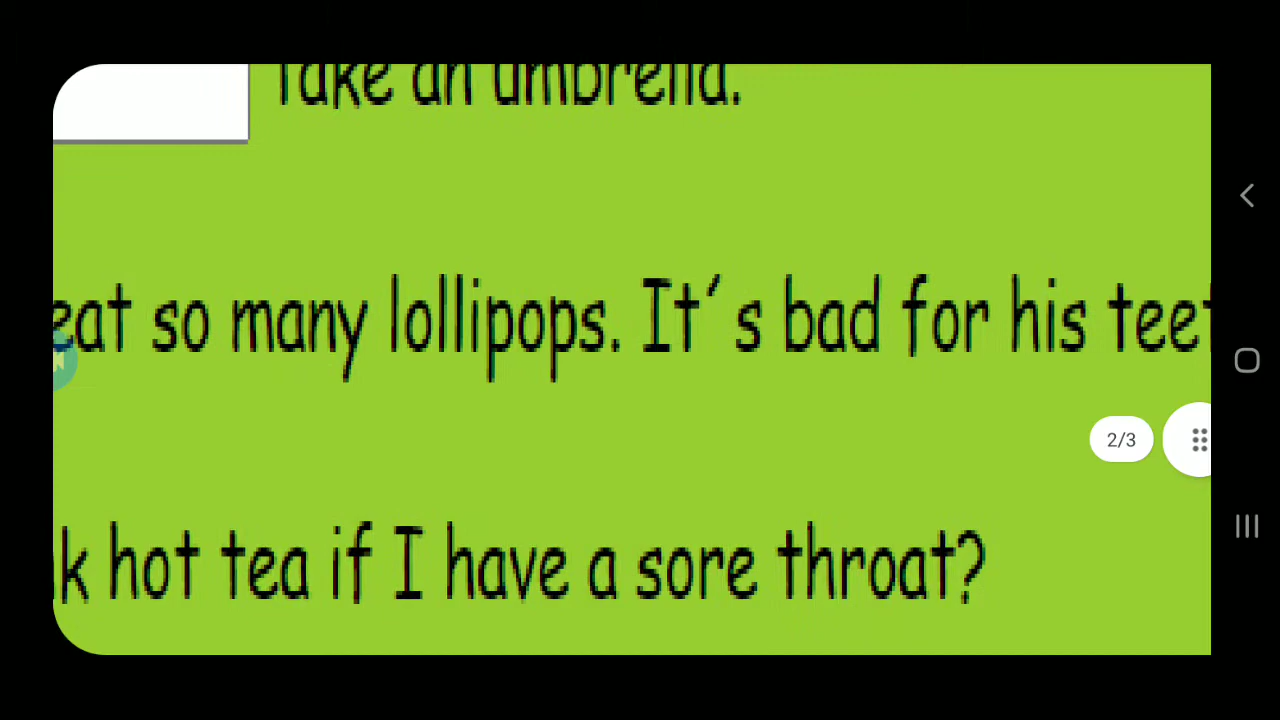 Take an umbrella.
eat so many lollipops. It´s bad for his teet
k hot tea if I have a sore throat?
2/3